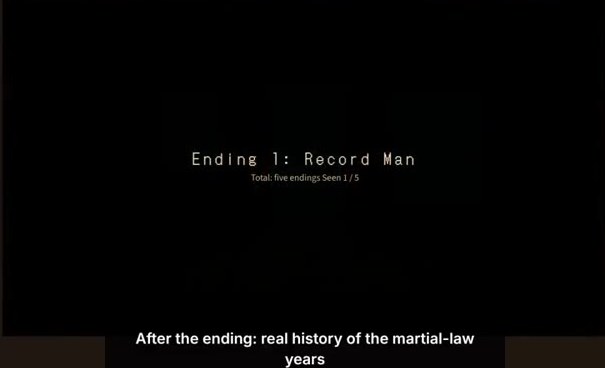 Ending 1: Record Man
Total: five endings Seen 1 / 5
After the ending: real history of the martial-law
years